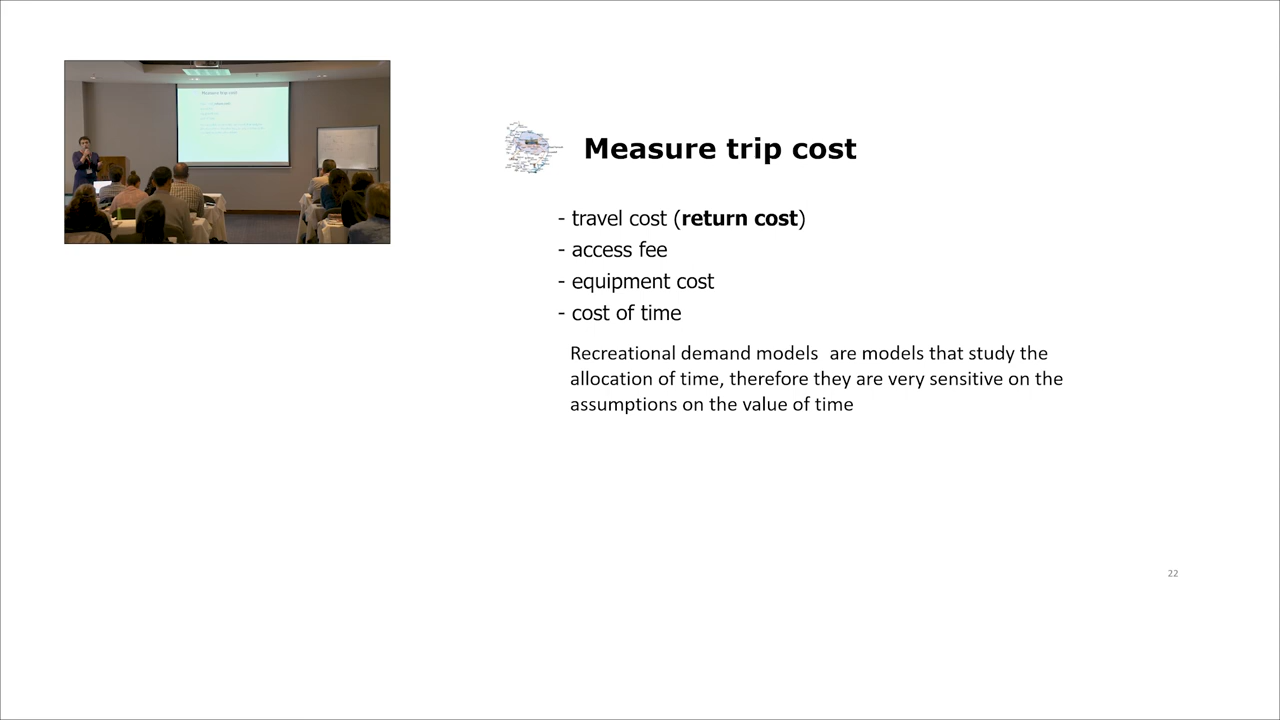 Measure trip cost
- travel cost (return cost)
- access fee
- equipment cost
- cost of time
Recreational demand models are models that study the
allocation of time, therefore they are very sensitive on the
assumptions on the value of time
22